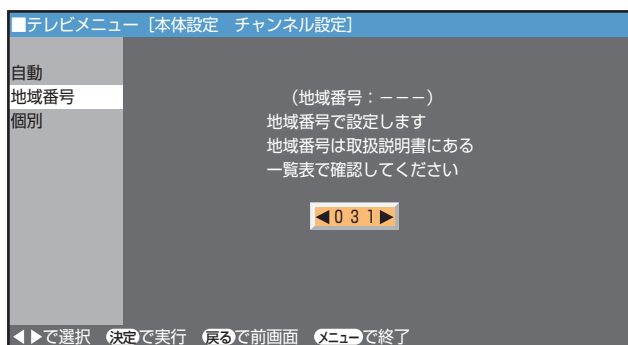 ■テレビメニュー［本体設定　チャンネル設定］
自動
地域番号
個別
（地域番号：－－－）
地域番号で設定します
地域番号は取扱説明書にある
一覧表で確認してください
◀０３１▶
◀▶で選択　決定で実行　戻るで前画面　メニューで終了